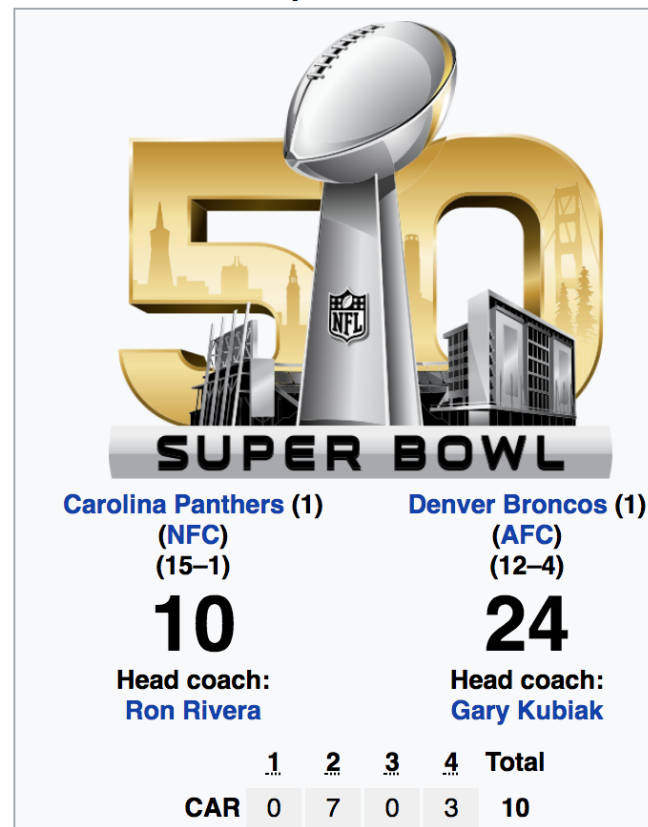 50
NFL
SUPER BOWL
Carolina Panthers (1) Denver Broncos (1)
(NFC) (AFC)
(15–1) (12–4)
10 24
Head coach: Head coach:
Ron Rivera Gary Kubiak
1 2 3 4 Total
CAR 0 7 0 3 10